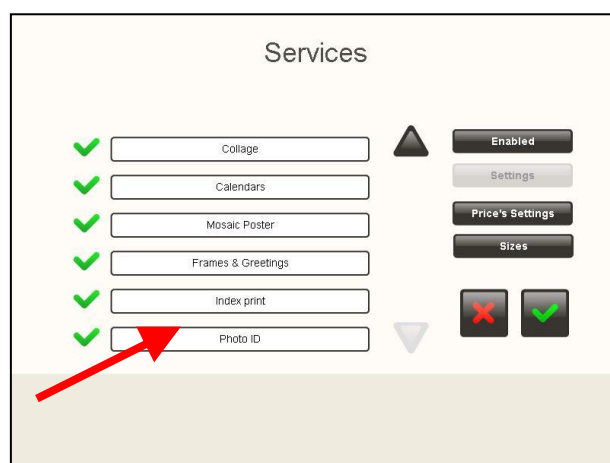 Services
Collage
Calendars
Mosaic Poster
Frames & Greetings
Index print
Photo ID
Enabled
Settings
Price's Settings
Sizes